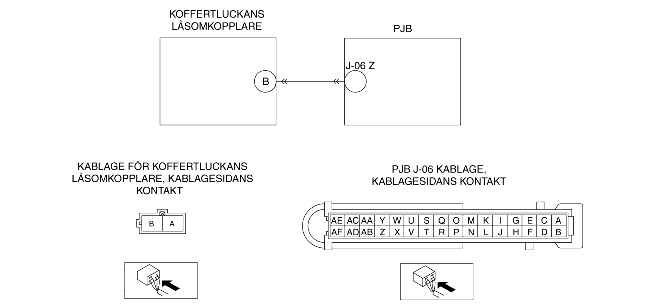 KOFFERTLUCKANS
LÅSOMKOPPLARE
PJB
J-06 Z
B
KABLAGE FÖR KOFFERTLUCKANS
LÅSOMKOPPLARE, KABLAGESIDANS
KONTAKT
PJB J-06 KABLAGE,
KABLAGESIDANS KONTAKT
B A
AE AC AA Y W U S Q O M K I G E C A
AF AD AB Z X V T R P N L J H F D B